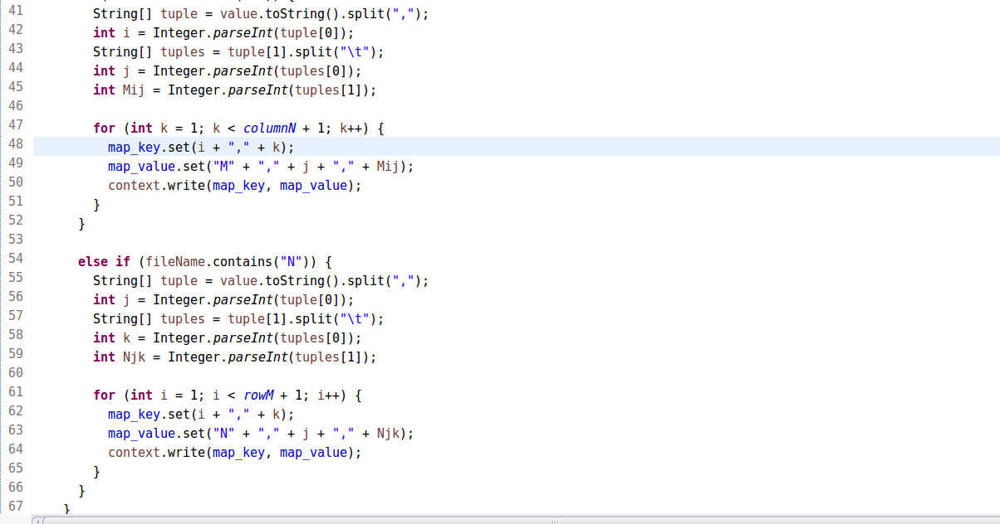 41 String[] tuple = value.toString().split(",");
42 int i = Integer.parseInt(tuple[0]);
43 String[] tuples = tuple[1].split("\t");
44 int j = Integer.parseInt(tuples[0]);
45 int Mij = Integer.parseInt(tuples[1]);
46
47 for (int k = 1; k < columnN + 1; k++) {
48 map_key.set(i + "," + k);
49 map_value.set("M" + "," + j + "," + Mij);
50 context.write(map_key, map_value);
51 }
52 }
53
54 else if (fileName.contains("N")) {
55 String[] tuple = value.toString().split(",");
56 int j = Integer.parseInt(tuple[0]);
57 String[] tuples = tuple[1].split("\t");
58 int k = Integer.parseInt(tuples[0]);
59 int Njk = Integer.parseInt(tuples[1]);
60
61 for (int i = 1; i < rowM + 1; i++) {
62 map_key.set(i + "," + k);
63 map_value.set("N" + "," + j + "," + Njk);
64 context.write(map_key, map_value);
65 }
66 }
67 }